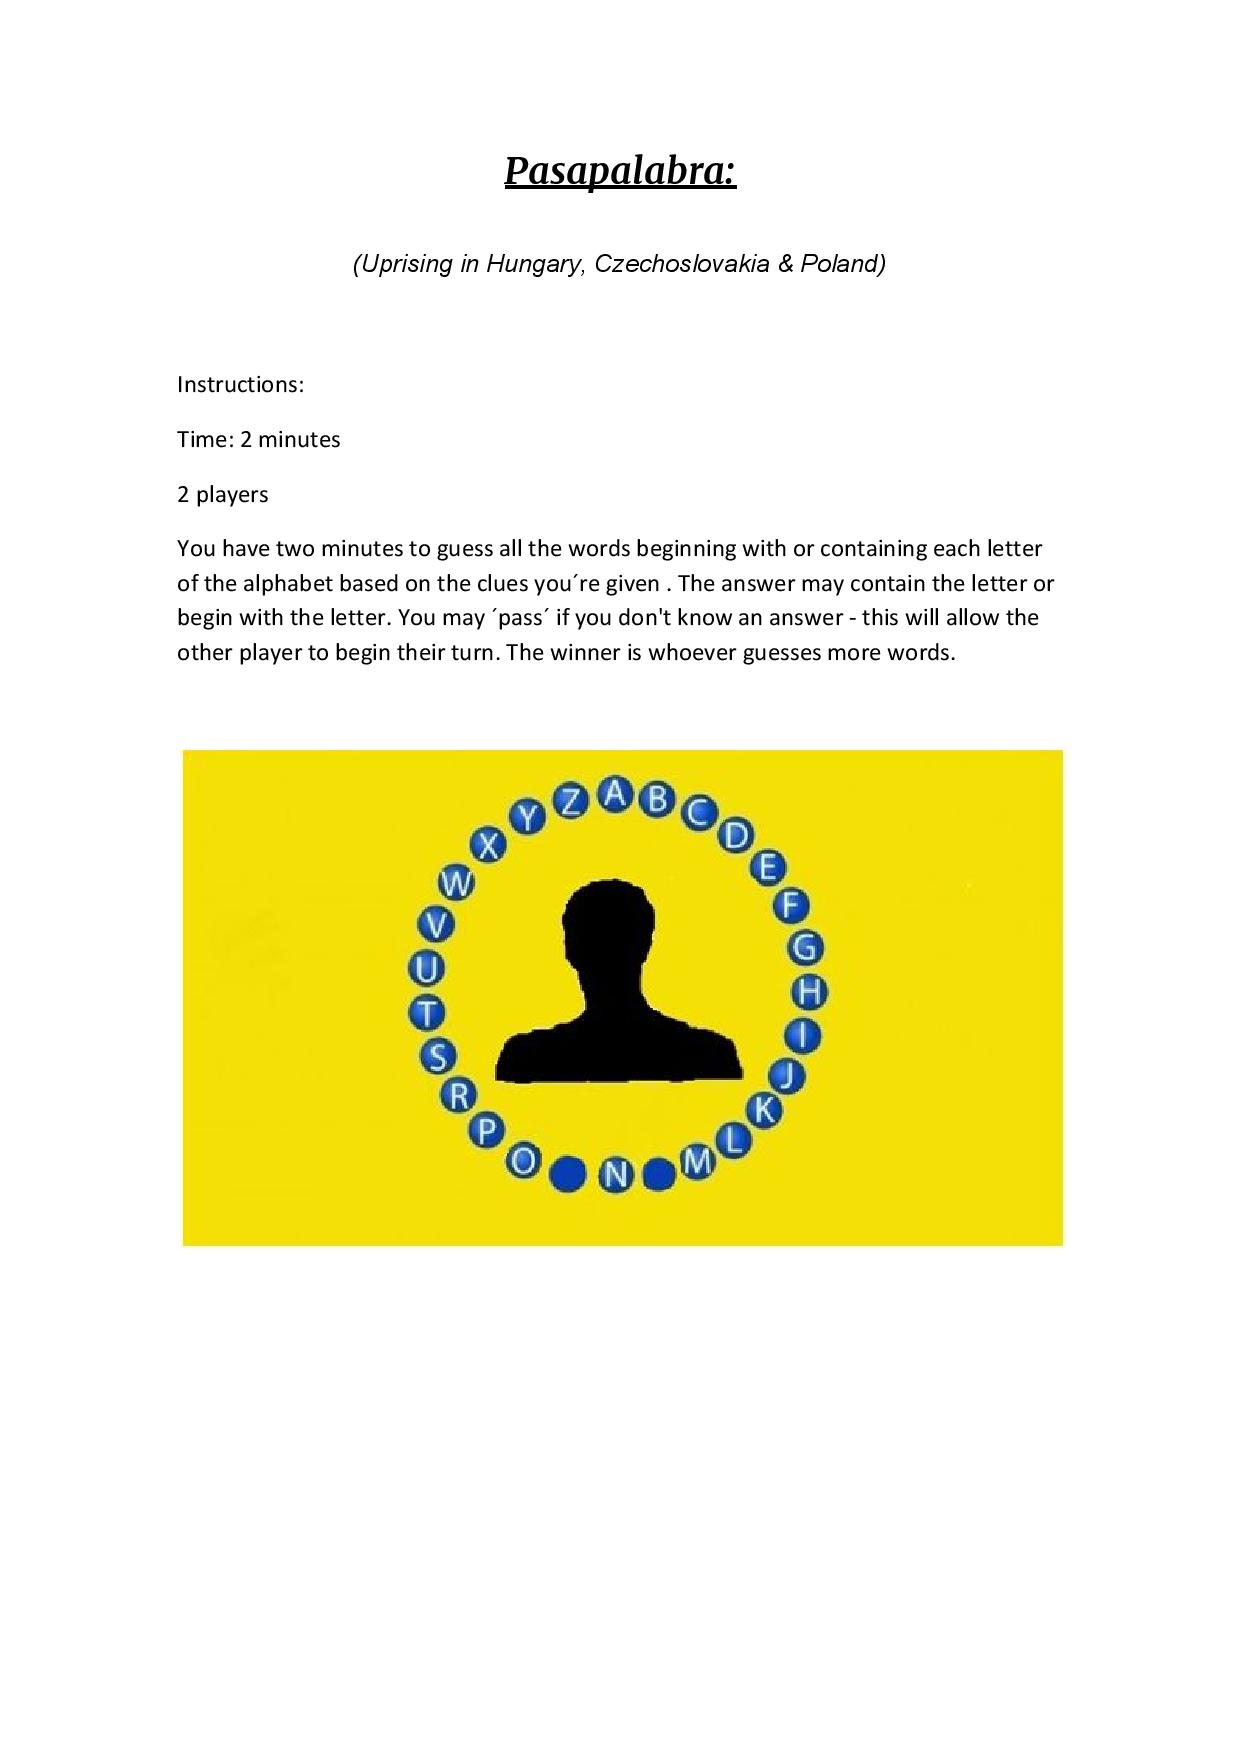 Pasapalabra:
(Uprising in Hungary, Czechoslovakia & Poland)
Instructions:
Time: 2 minutes
2 players
You have two minutes to guess all the words beginning with or containing each letter
of the alphabet based on the clues you´re given . The answer may contain the letter or
begin with the letter. You may ´pass´ if you don't know an answer - this will allow the
other player to begin their turn. The winner is whoever guesses more words.
A
B
C
D
E
F
G
H
I
J
K
L
M
N
O
P
R
S
T
U
V
W
X
Y
Z